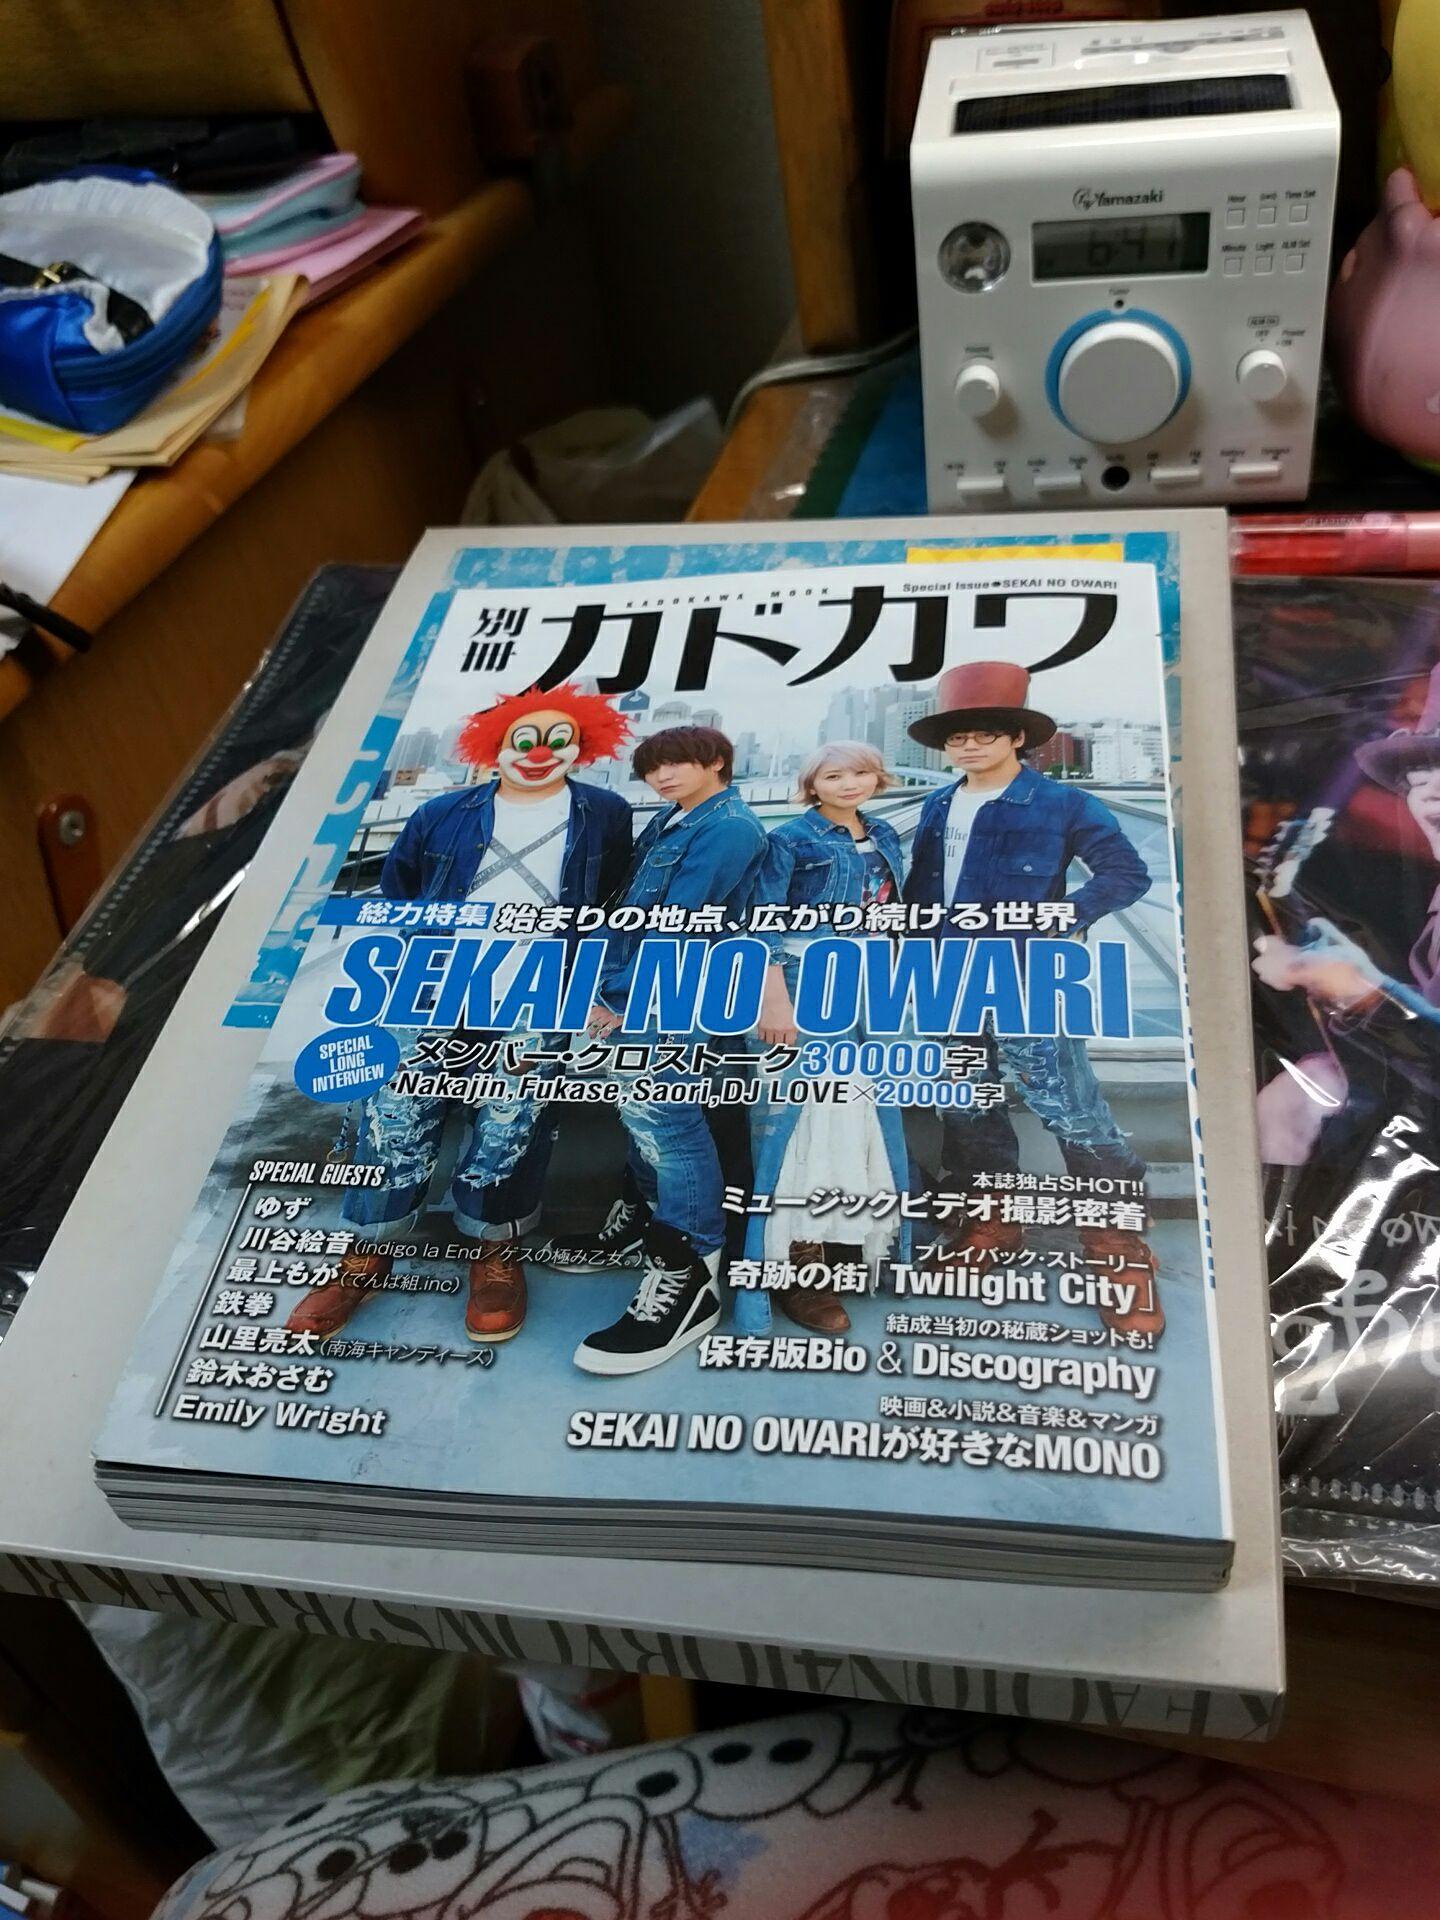 Yamazaki
Hour
Time Set
Minute
Light
ALM Set
6:41
KADOKAWA MOOK
Special Issue●SEKAI NO OWARI
別冊
カドカワ
総力特集 始まりの地点、広がり続ける世界
SEKAI NO OWARI
SPECIAL
LONG
INTERVIEW
メンバー・クロストーク30000字
Nakajin,Fukase,Saori,DJ LOVE×20000字
SPECIAL GUESTS
ゆず
川谷絵音(indigo la End/ゲスの極み乙女。)
最上もが(でんぱ組.inc)
鉄拳
山里亮太(南海キャンディーズ)
鈴木おさむ
Emily Wright
本誌独占SHOT!!
ミュージックビデオ撮影密着
プレイバック・ストーリー
奇跡の街「Twilight City」
結成当初の秘蔵ショットも!
保存版Bio & Discography
映画&小説&音楽&マンガ
SEKAI NO OWARIが好きなMONO